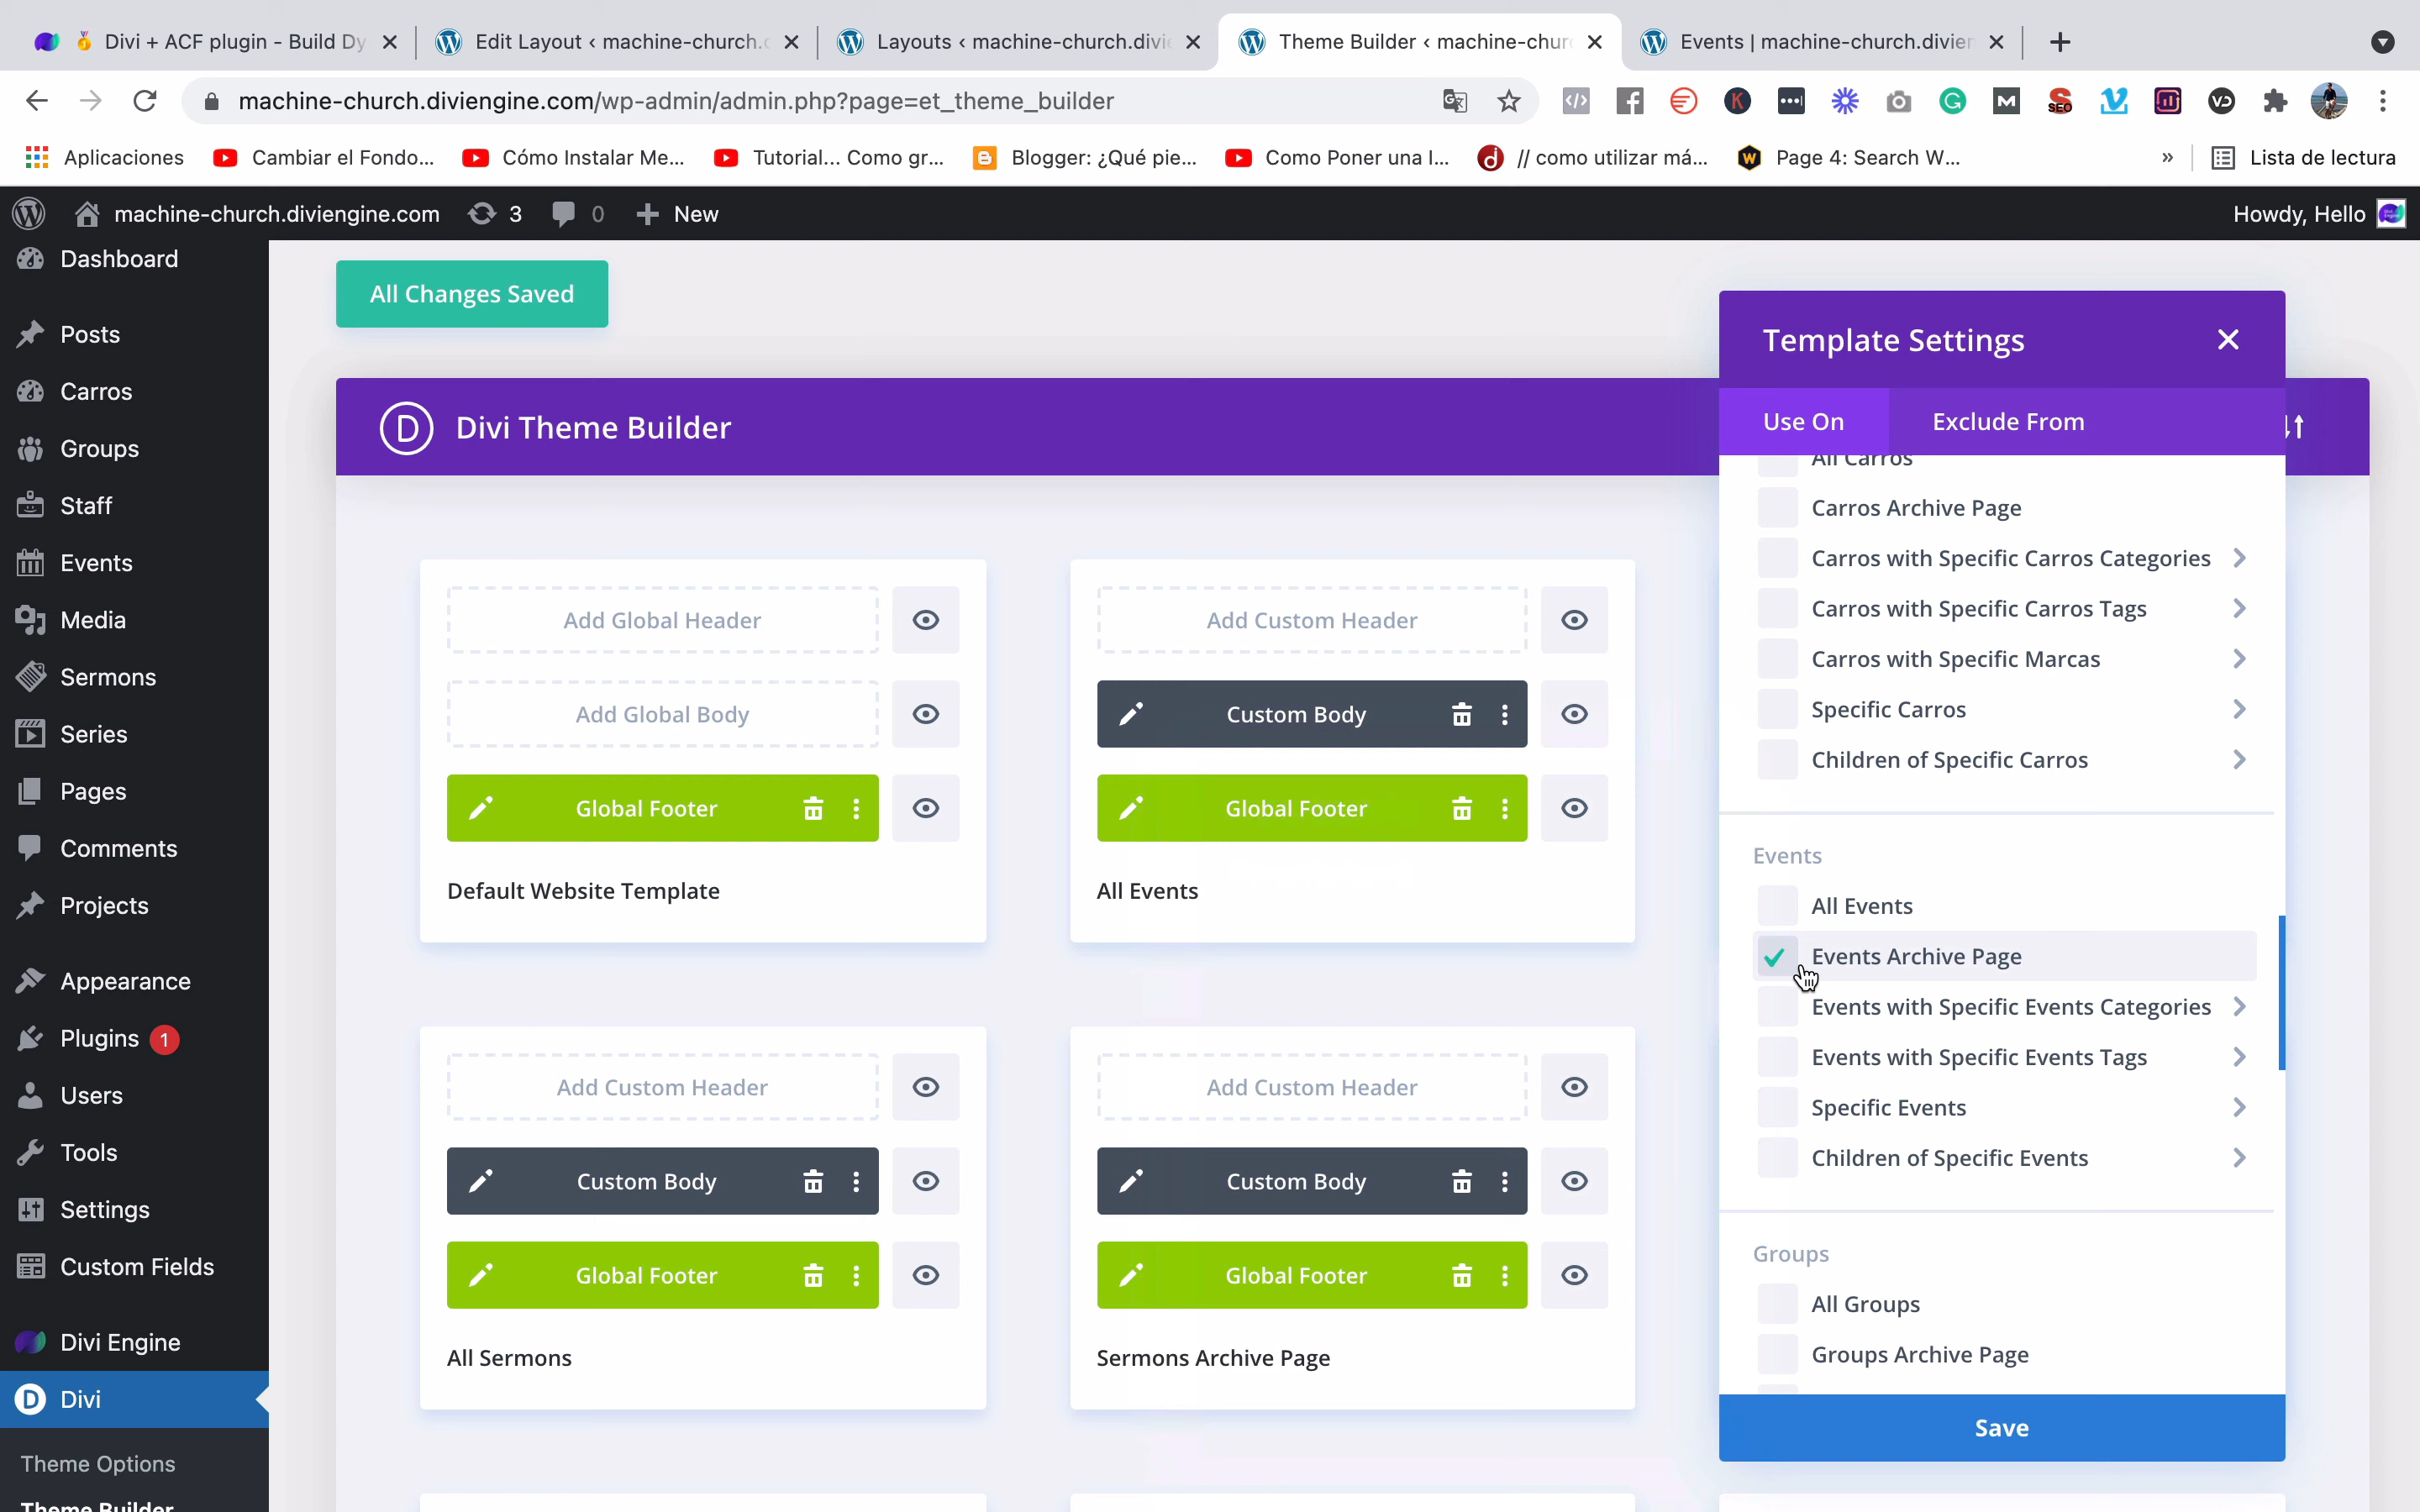 Divi + ACF plugin - Build Dy
Edit Layout ‹ machine-church.c
Layouts ‹ machine-church.divie
Theme Builder ‹ machine-churc
Events | machine-church.divien
machine-church.diviengine.com/wp-admin/admin.php?page=et_theme_builder
Aplicaciones
Cambiar el Fondo...
Cómo Instalar Me...
Tutorial... Como gr...
Blogger: ¿Qué pie...
Como Poner una I...
// como utilizar má...
Page 4: Search W...
»
Lista de lectura
machine-church.diviengine.com
3
0
New
Howdy, Hello
Dashboard
Posts
Carros
Groups
Staff
Events
Media
Sermons
Series
Pages
Comments
Projects
Appearance
Plugins 1
Users
Tools
Settings
Custom Fields
Divi Engine
D Divi
Theme Options
Theme Builder
All Changes Saved
D Divi Theme Builder
Add Global Header
Add Global Body
Global Footer
Default Website Template
Add Custom Header
Custom Body
Global Footer
All Events
Add Custom Header
Custom Body
Global Footer
All Sermons
Add Custom Header
Custom Body
Global Footer
Sermons Archive Page
Template Settings
Use On
Exclude From
All Carros
Carros Archive Page
Carros with Specific Carros Categories
Carros with Specific Carros Tags
Carros with Specific Marcas
Specific Carros
Children of Specific Carros
Events
All Events
Events Archive Page
Events with Specific Events Categories
Events with Specific Events Tags
Specific Events
Children of Specific Events
Groups
All Groups
Groups Archive Page
Save